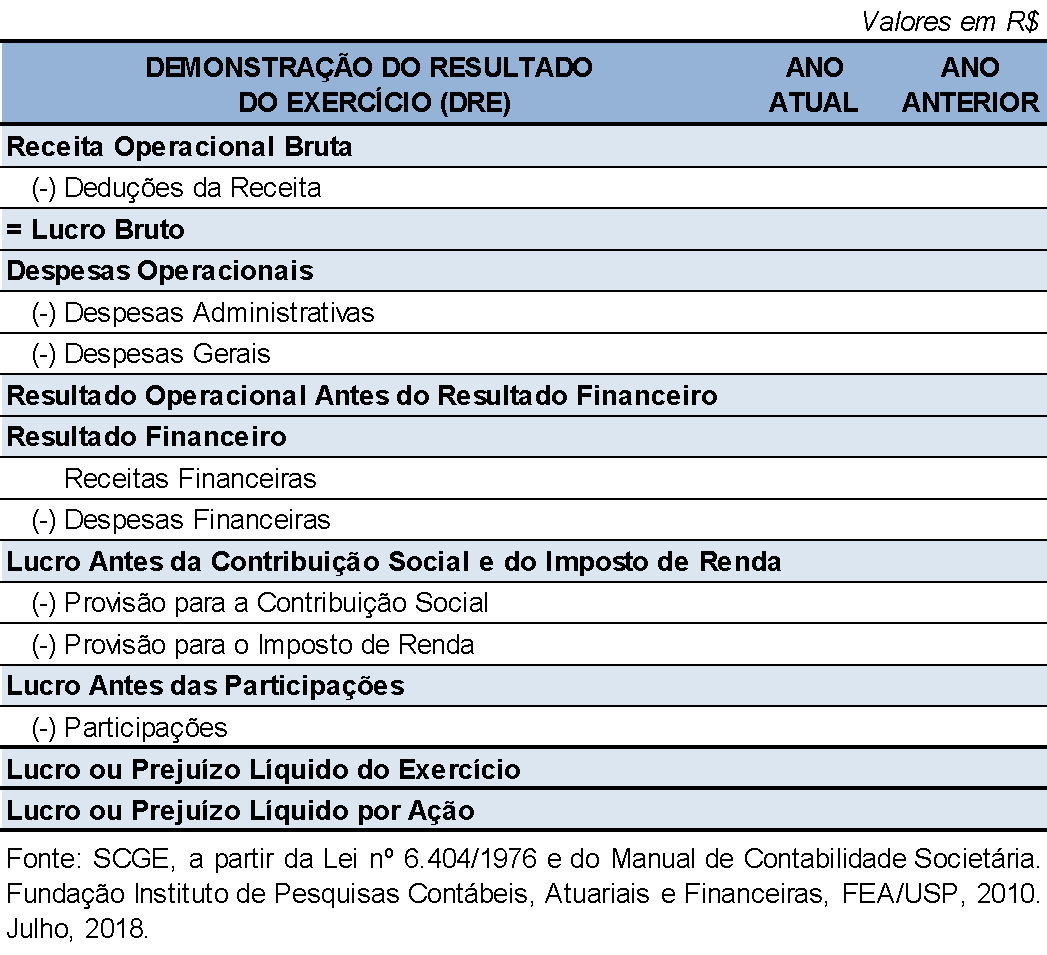 Valores em R$
DEMONSTRAÇÃO DO RESULTADO DO EXERCÍCIO (DRE) ANO ATUAL ANO ANTERIOR
Receita Operacional Bruta
(-) Deduções da Receita
= Lucro Bruto
Despesas Operacionais
(-) Despesas Administrativas
(-) Despesas Gerais
Resultado Operacional Antes do Resultado Financeiro
Resultado Financeiro
Receitas Financeiras
(-) Despesas Financeiras
Lucro Antes da Contribuição Social e do Imposto de Renda
(-) Provisão para a Contribuição Social
(-) Provisão para o Imposto de Renda
Lucro Antes das Participações
(-) Participações
Lucro ou Prejuízo Líquido do Exercício
Lucro ou Prejuízo Líquido por Ação
Fonte: SCGE, a partir da Lei nº 6.404/1976 e do Manual de Contabilidade Societária.
Fundação Instituto de Pesquisas Contábeis, Atuariais e Financeiras, FEA/USP, 2010.
Julho, 2018.